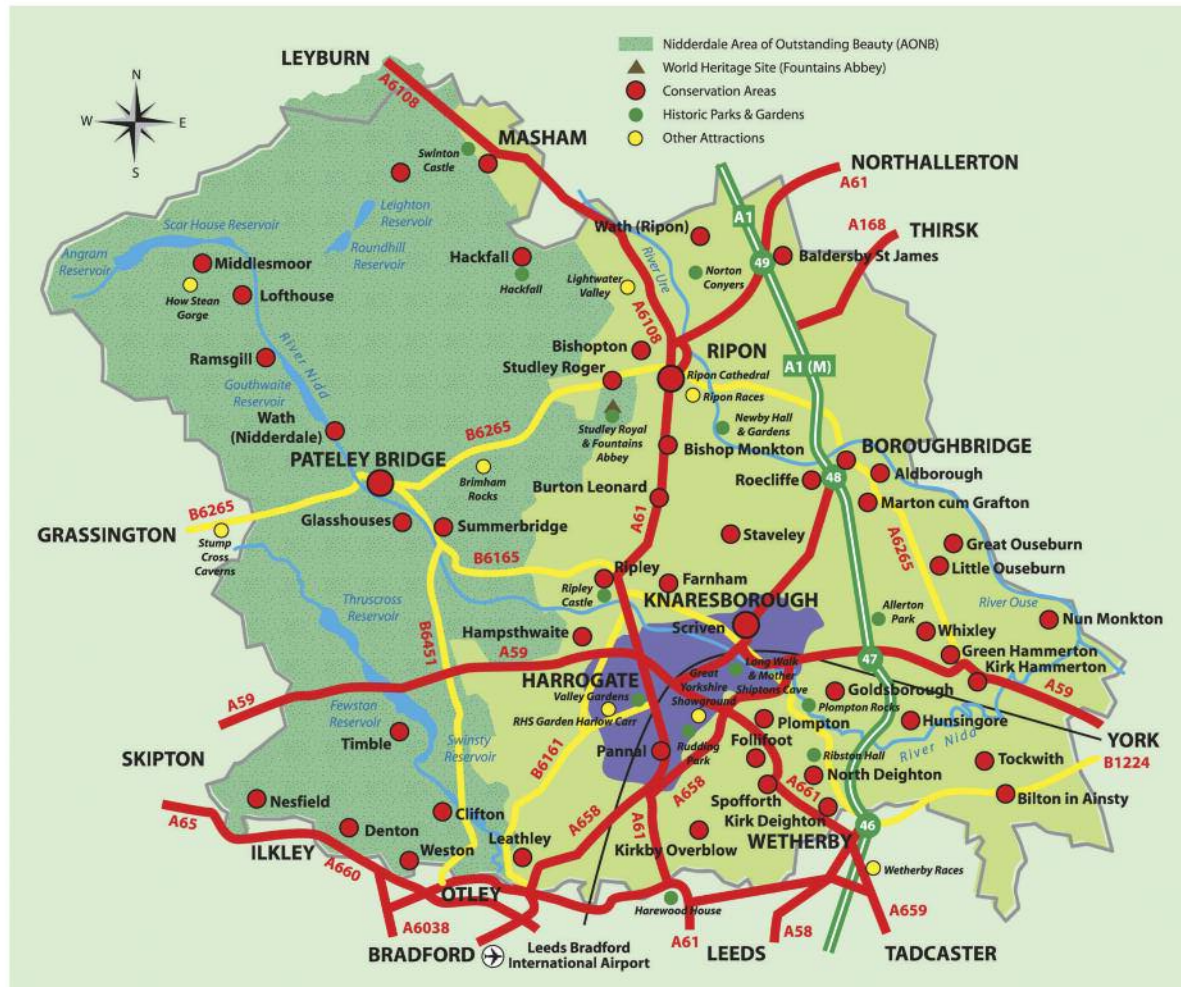 LEYBURN
A6108
Nidderdale Area of Outstanding Beauty (AONB)
World Heritage Site (Fountains Abbey)
Conservation Areas
Historic Parks & Gardens
Other Attractions
N
W
E
S
MASHAM
Swinton
Castle
NORTHALLERTON
A61
A1
A168
THIRSK
Leighton
Reservoir
Scar House Reservoir
Roundhill
Reservoir
Angram
Reservoir
Middlesmoor
How Stean
Gorge
Lofthouse
Hackfall
Hackfall
Wath (Ripon)
River Ure
Norton
Conyers
Lightwater
Valley
A6108
49
Baldersby St James
Ramsgill
River Nidd
Gouthwaite
Reservoir
Bishopton
Studley Roger
RIPON
Ripon Cathedral
Ripon Races
A1 (M)
Wath
(Nidderdale)
B6265
Studley Royal
& Fountains
Abbey
Newby Hall
& Gardens
PATELEY BRIDGE
Brimham
Rocks
Bishop Monkton
BOROUGHBRIDGE
Roecliffe
48
Aldborough
Burton Leonard
Marton cum Grafton
B6265
GRASSINGTON
Stump
Cross
Caverns
Glasshouses
Summerbridge
A61
Staveley
A6265
Great Ouseburn
Little Ouseburn
B6165
Ripley
Ripley
Castle
Farnham
Thruscross
Reservoir
KNARESBOROUGH
Scriven
Allerton
Park
River Ouse
Nun Monkton
Whixley
B6451
Hampsthwaite
A59
Green Hammerton
Kirk Hammerton
47
A59
A59
HARROGATE
Valley Gardens
RHS Garden Harlow Carr
Great
Yorkshire
Showground
Long Walk
& Mother
Shiptons Cave
Goldsborough
Plompton Rocks
Plompton
Hunsingore
Fewston
Reservoir
Timble
Swinsty
Reservoir
B6161
Pannal
Rudding
Park
Follifoot
Ribston Hall
River Nidd
YORK
B1224
Tockwith
SKIPTON
North Deighton
A658
A658
A661
Spofforth
Kirk Deighton
Bilton in Ainsty
Nesfield
A65
Denton
Clifton
Leathley
A61
Kirkby Overblow
WETHERBY
46
ILKLEY
Weston
A660
OTLEY
Wetherby Races
Harewood House
A6038
BRADFORD
Leeds Bradford
International Airport
A61
LEEDS
A58
A659
TADCASTER